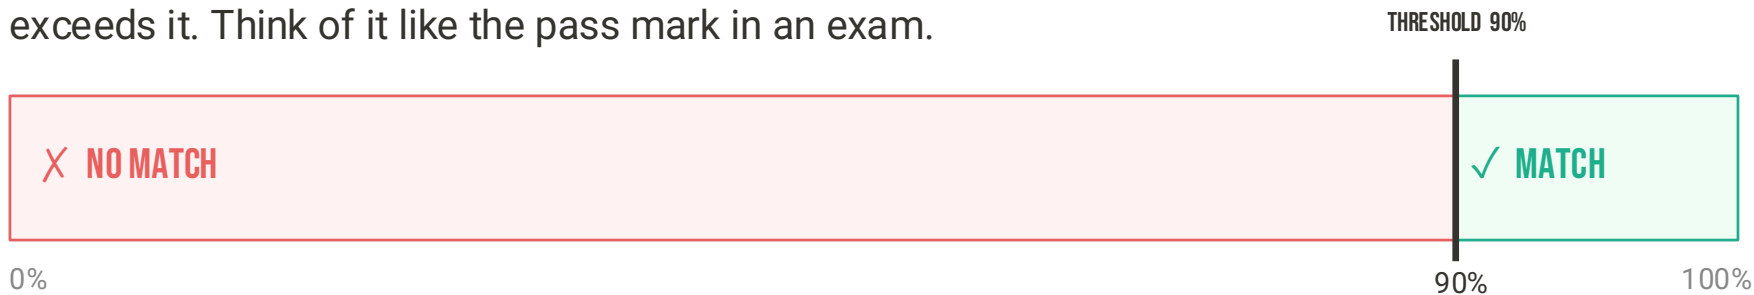 exceeds it. Think of it like the pass mark in an exam.
THRESHOLD 90%
✗ NO MATCH
✓ MATCH
0%
90%
100%